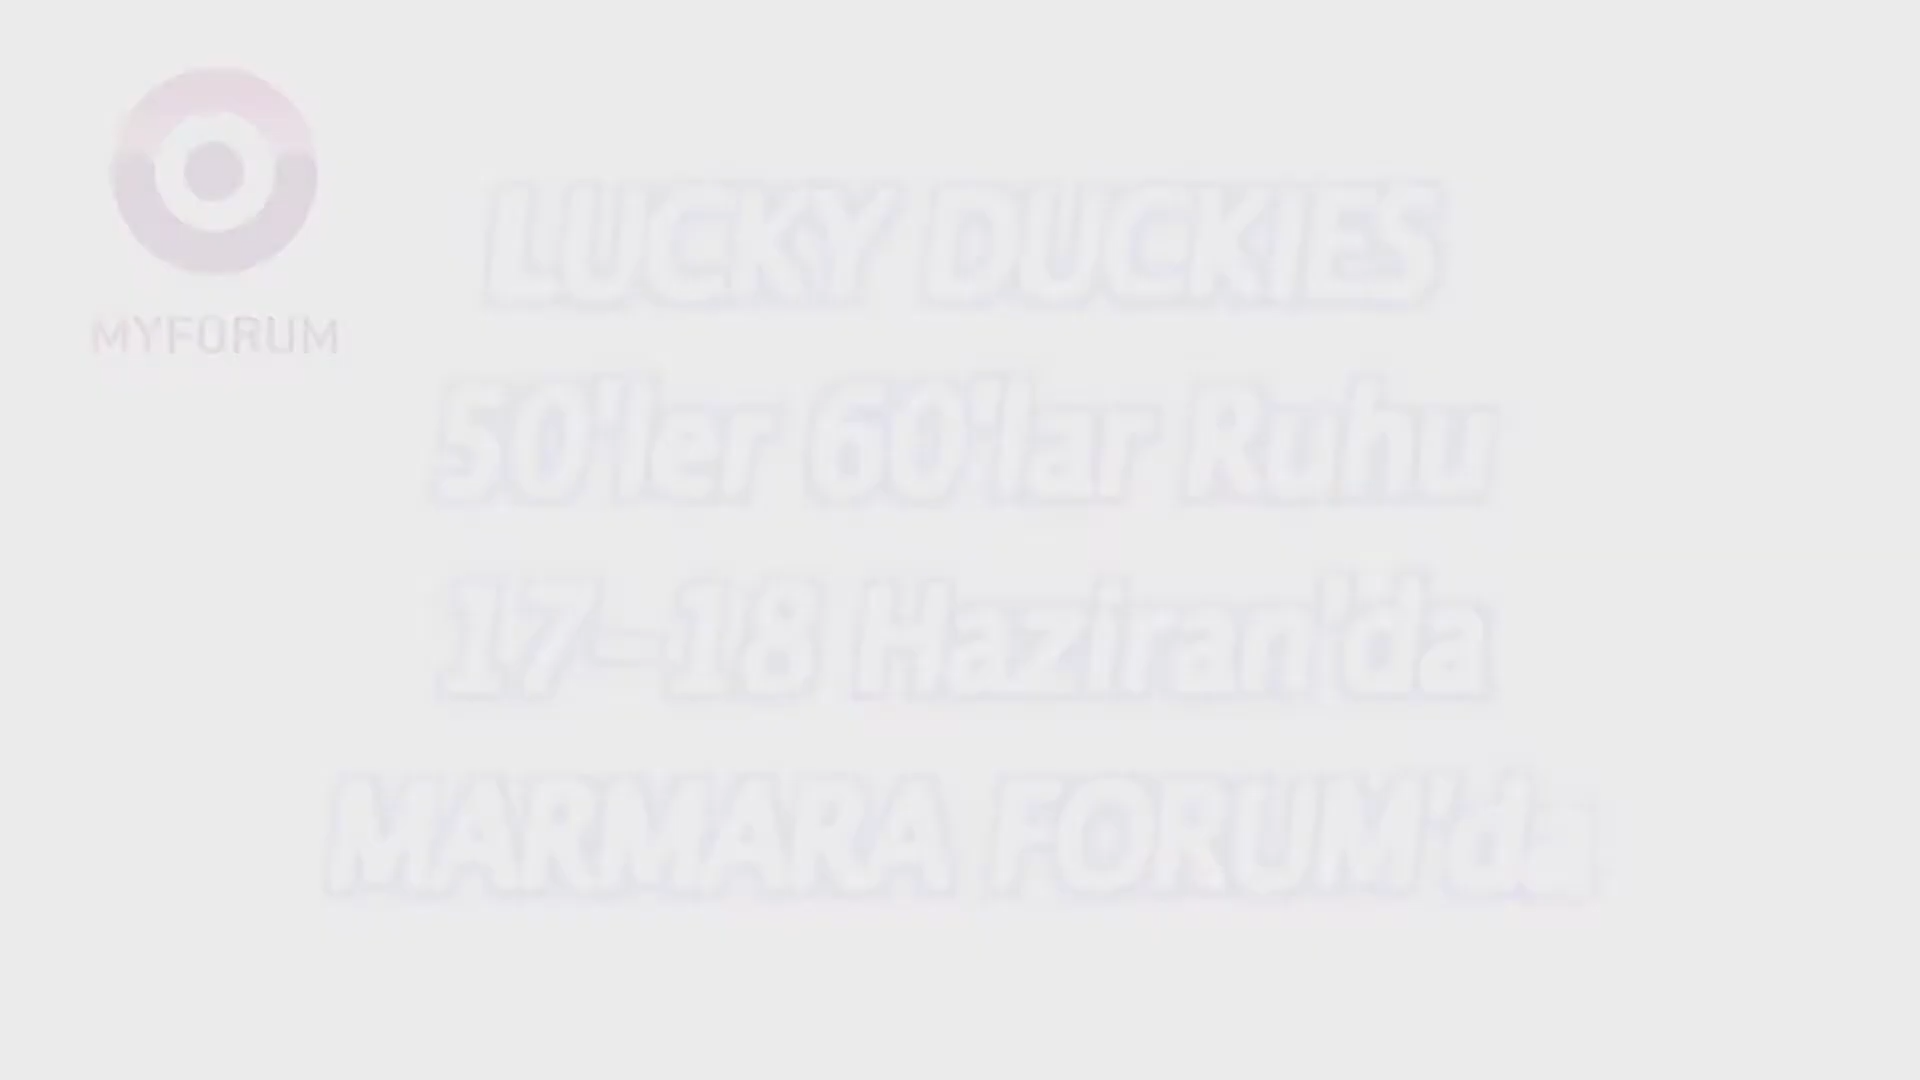 MYFORUM
LUCKY DUCKIES
50'ler 60'lar Ruhu
17-18 Haziran'da
MARMARA FORUM'da